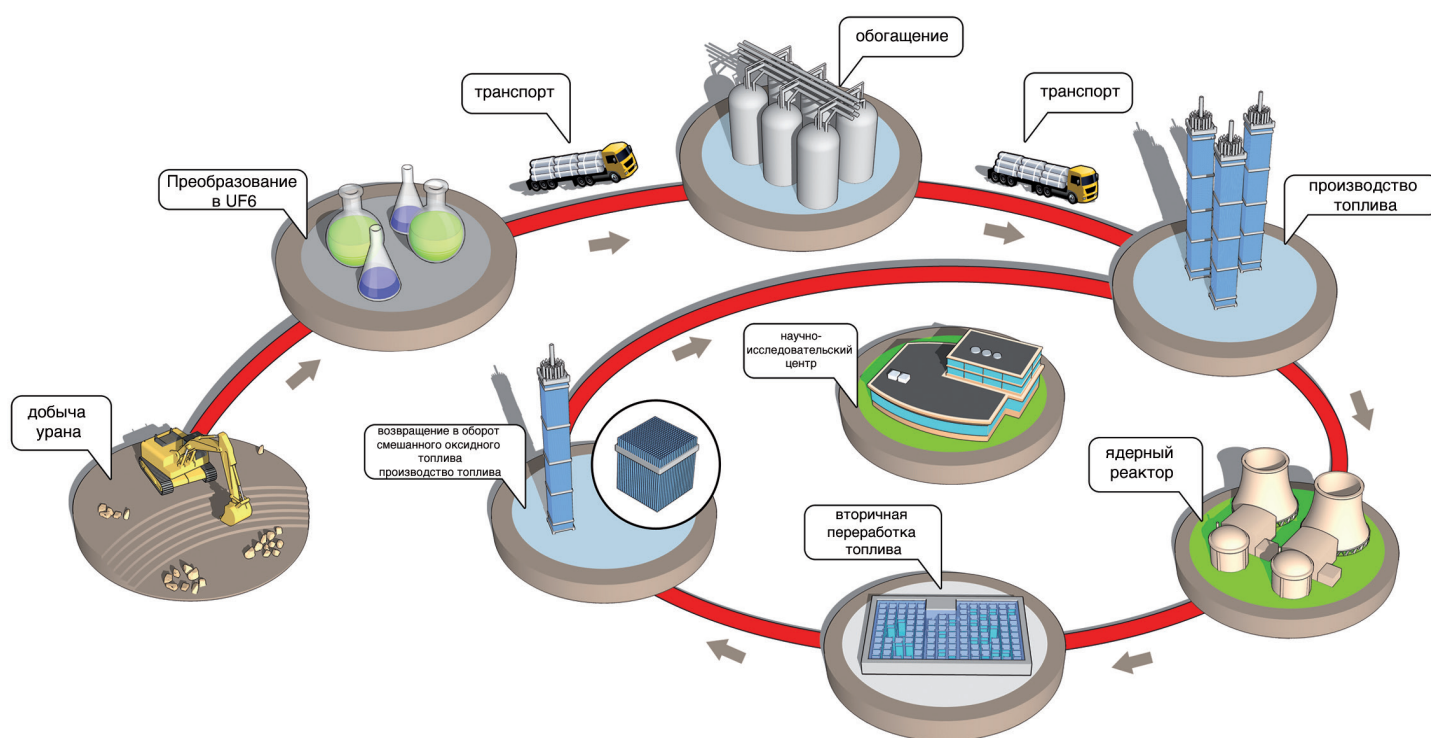 обогащение
транспорт
транспорт
Преобразование
в UF6
производство
топлива
научно-
исследовательский
центр
добыча
урана
возвращение в оборот
смешанного оксидного
топлива
производство топлива
ядерный
реактор
вторичная
переработка
топлива